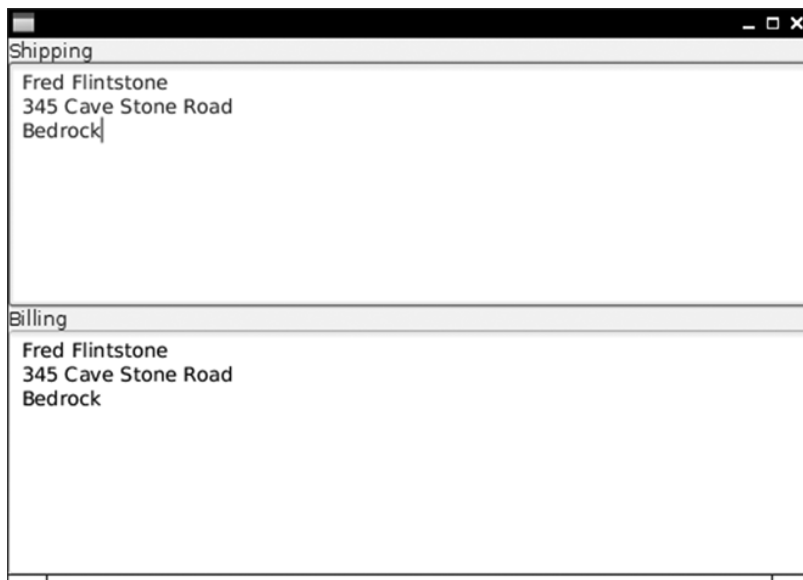 Shipping
Fred Flintstone
345 Cave Stone Road
Bedrock
Billing
Fred Flintstone
345 Cave Stone Road
Bedrock